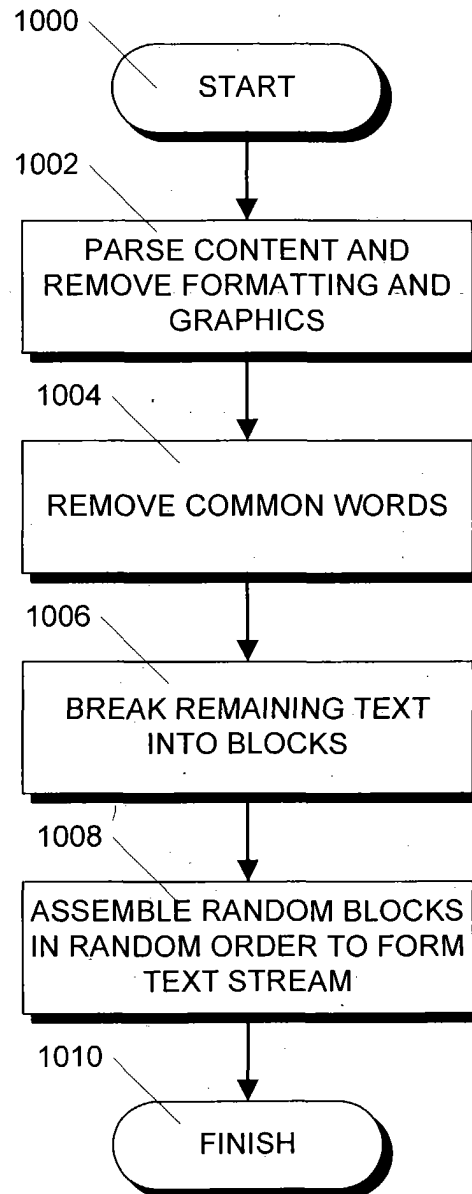 1000
START
1002
PARSE CONTENT AND
REMOVE FORMATTING AND
GRAPHICS
1004
REMOVE COMMON WORDS
1006
BREAK REMAINING TEXT
INTO BLOCKS
1008
ASSEMBLE RANDOM BLOCKS
IN RANDOM ORDER TO FORM
TEXT STREAM
1010
FINISH